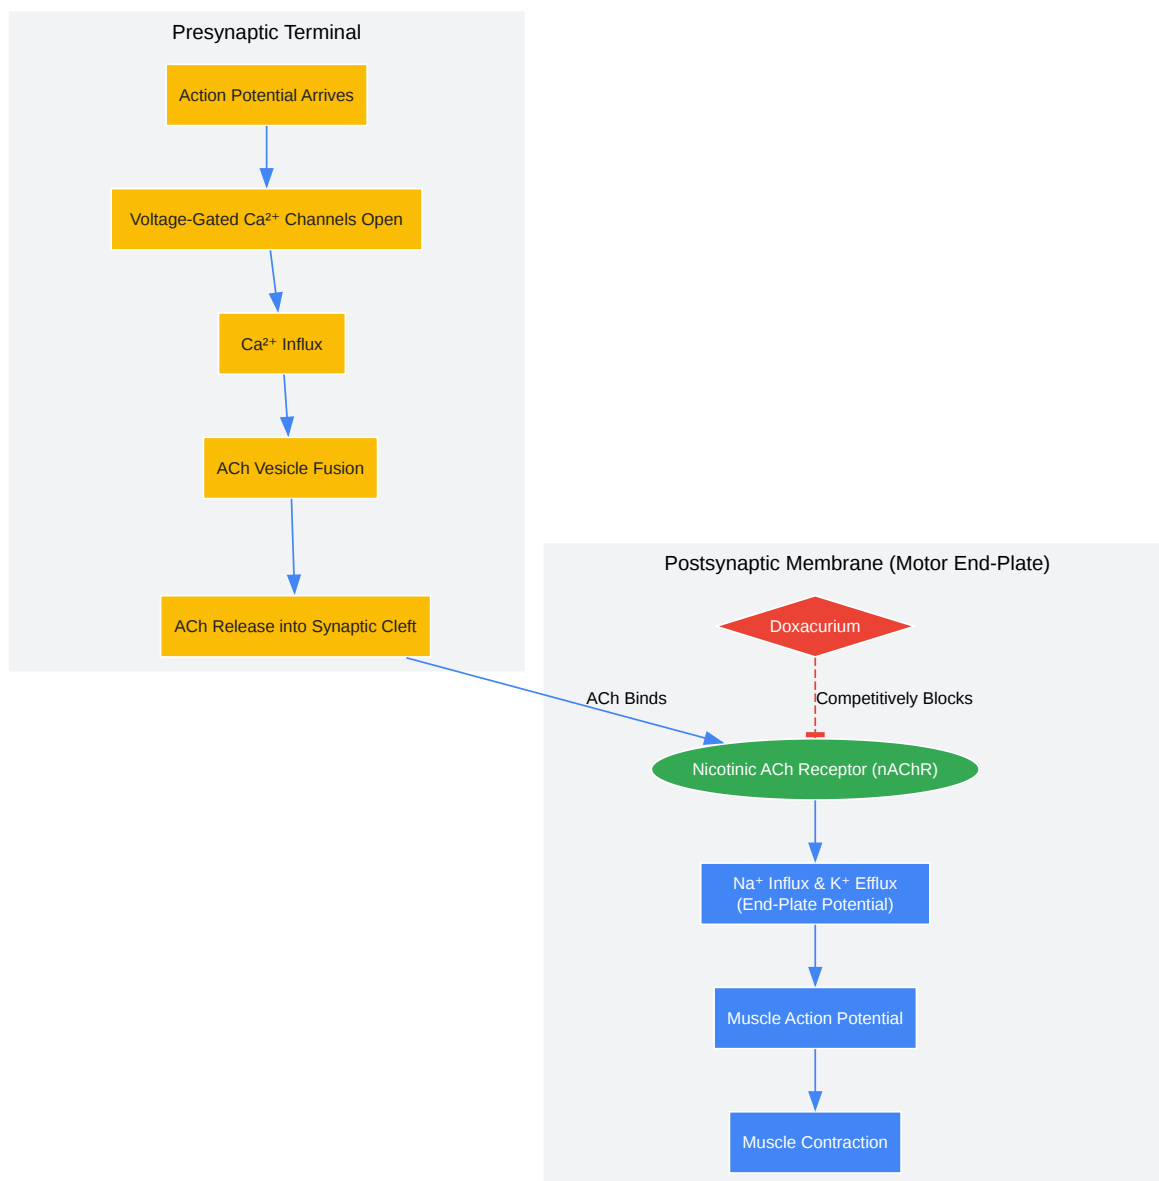 Presynaptic Terminal
Action Potential Arrives
Voltage-Gated Ca²⁺ Channels Open
Ca²⁺ Influx
ACh Vesicle Fusion
ACh Release into Synaptic Cleft
Postsynaptic Membrane (Motor End-Plate)
Doxacurium
ACh Binds
Competitively Blocks
Nicotinic ACh Receptor (nAChR)
Na⁺ Influx & K⁺ Efflux
(End-Plate Potential)
Muscle Action Potential
Muscle Contraction